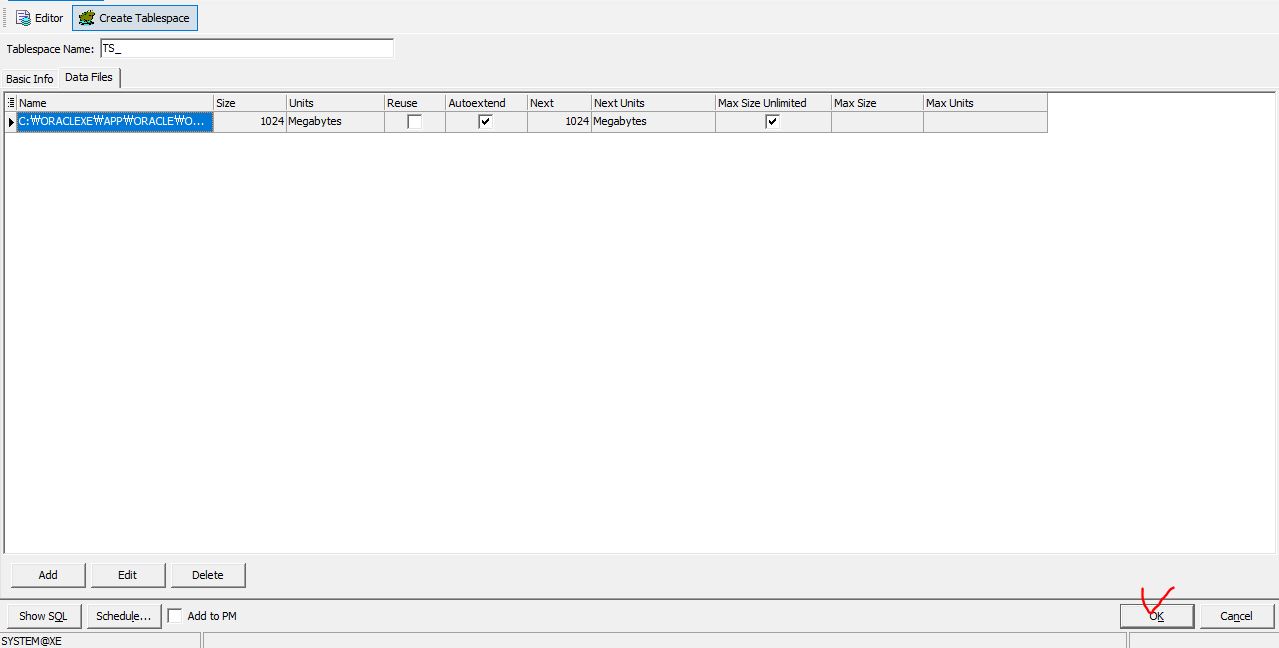 Editor Create Tablespace
Tablespace Name: TS_
Basic Info Data Files
Name Size Units Reuse Autoextend Next Next Units Max Size Unlimited Max Size Max Units
C:₩ORACLEXE₩APP₩ORACLE₩O... 1024 Megabytes 1024 Megabytes
Add Edit Delete
Show SQL Schedule... Add to PM OK Cancel
SYSTEM@XE